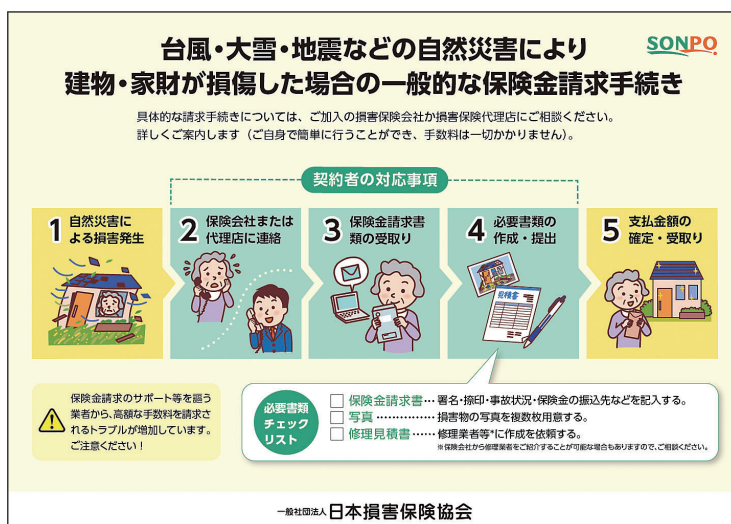 台風・大雪・地震などの自然災害により
SONPO
建物・家財が損傷した場合の一般的な保険金請求手続き
具体的な請求手続きについては、ご加入の損害保険会社か損害保険代理店にご相談ください。
詳しくご案内します（ご自身で簡単に行うことができ、手数料は一切かかりません）。
契約者の対応事項
1 自然災害に
よる損害発生
2 保険会社または
代理店に連絡
3 保険金請求書
類の受取り
4 必要書類の
作成・提出
5 支払金額の
確定・受取り
見積書
保険金請求のサポート等を謳う
業者から、高額な手数料を請求さ
れるトラブルが増加しています。
ご注意ください！
必要書類
チェック
リスト
保険金請求書… 署名・捺印・事故状況・保険金の振込先などを記入する。
写真 …………… 損害物の写真を複数枚用意する。
修理見積書…… 修理業者等*に作成を依頼する。
※保険会社から修理業者をご紹介することが可能な場合もありますので、ご相談ください。
一般社団法人 日本損害保険協会